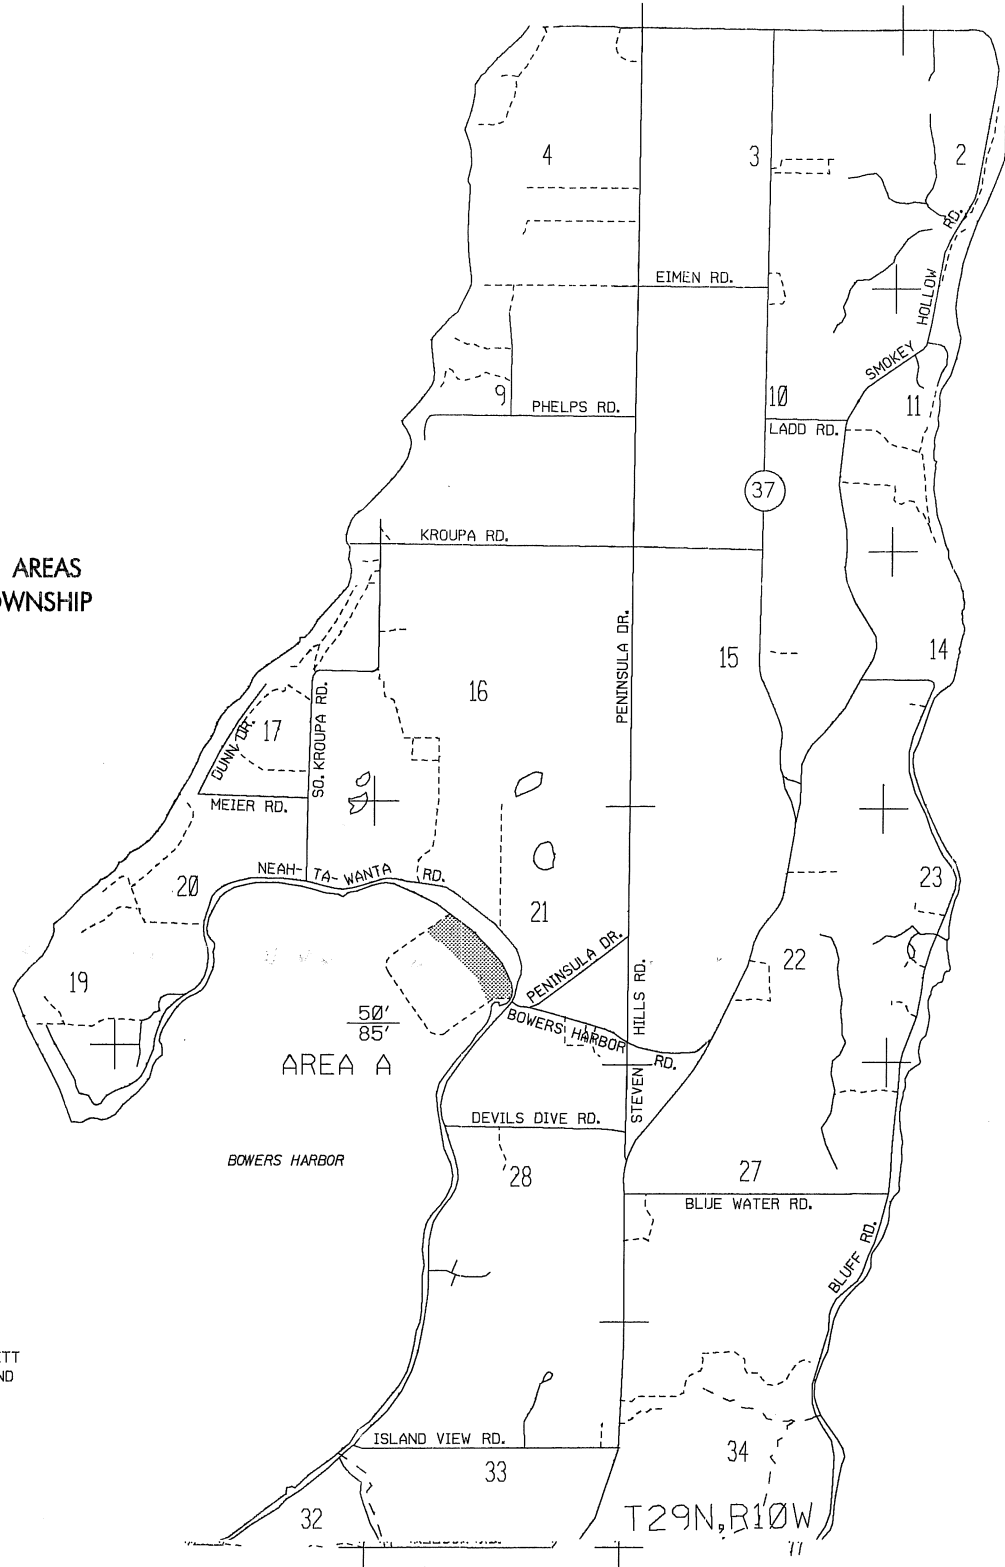 4
3
2
RD.
EIMEN RD.
HOLLOW
SMOKEY
9
10
11
PHELPS RD.
LADD RD.
37
KROUPA RD.
AREAS
OWNSHIP
PENINSULA DR.
15
14
16
SO. KROUPA RD.
17
DUNN DR.
MEIER RD.
NEAH-TA-WANTA RD.
20
23
21
PENINSULA DR.
22
19
STEVEN HILLS RD.
50'
85'
BOWERS HARBOR RD.
AREA A
DEVILS DIVE RD.
BOWERS HARBOR
28
27
BLUE WATER RD.
BLUFF RD.
ETT
ND
ISLAND VIEW RD.
33
34
32
T29N,R10W